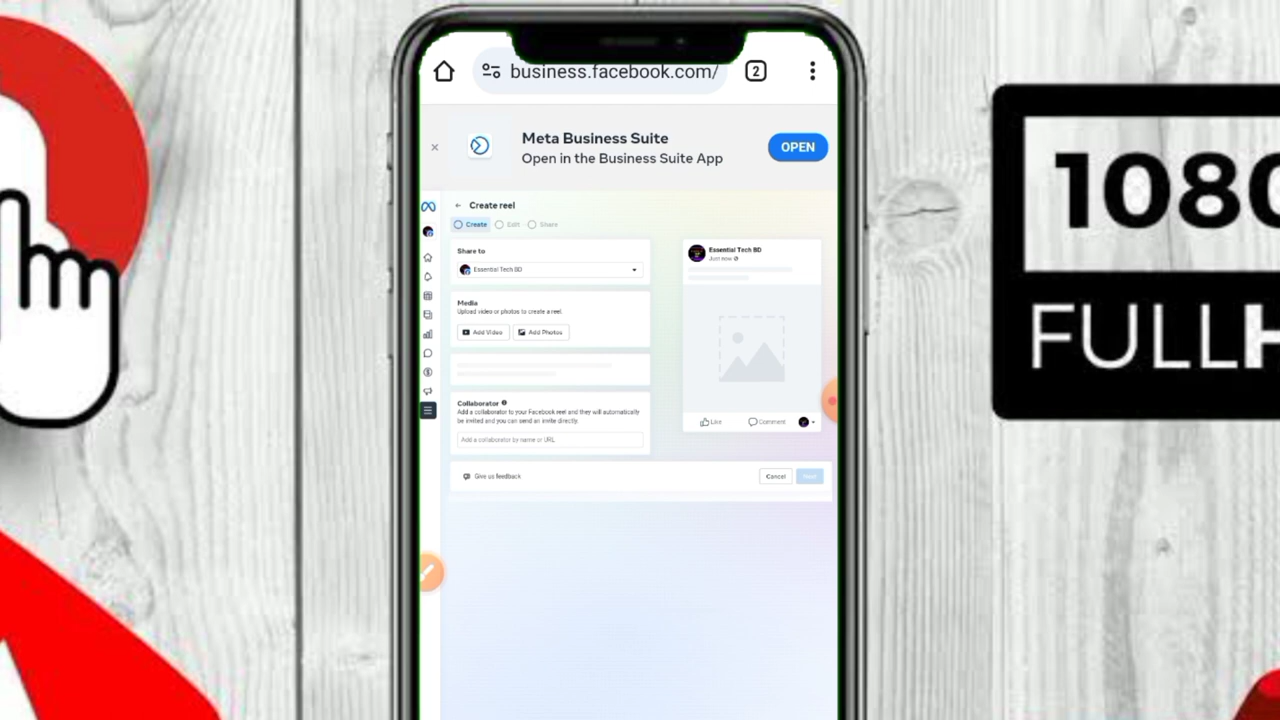 business.facebook.com/
2
Meta Business Suite
Open in the Business Suite App
OPEN
Create reel
Create
Edit
Share
Share to
Essential Tech BD
Media
Upload video or photos to create a reel.
Add Video
Add Photos
Collaborator
Add a collaborator to your Facebook reel and they will automatically
be invited and you can send an invite directly.
Add a collaborator by name or URL
Essential Tech BD
Just now
Like
Comment
Give us feedback
Cancel
Next
1080
FULL H